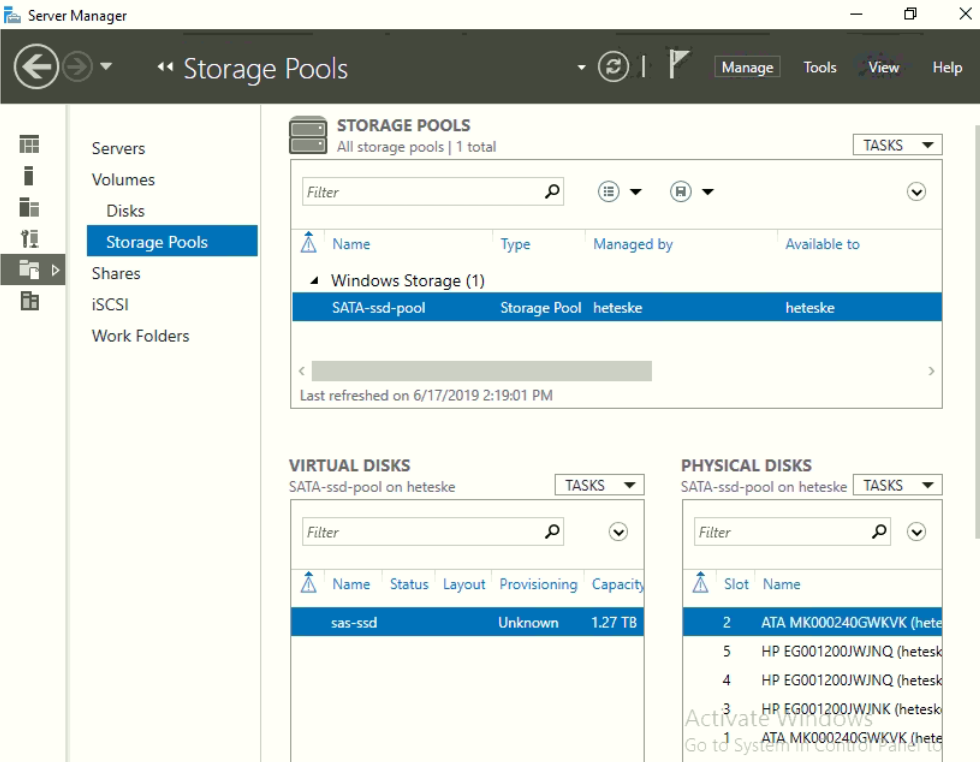 Server Manager
Storage Pools
Manage Tools View Help
Servers
Volumes
Disks
Storage Pools
Shares
iSCSI
Work Folders
STORAGE POOLS
All storage pools | 1 total
TASKS
Filter
Name Type Managed by Available to
Windows Storage (1)
SATA-ssd-pool Storage Pool heteske heteske
Last refreshed on 6/17/2019 2:19:01 PM
VIRTUAL DISKS
SATA-ssd-pool on heteske
TASKS
Filter
Name Status Layout Provisioning Capacity
sas-ssd Unknown 1.27 TB
PHYSICAL DISKS
SATA-ssd-pool on heteske
TASKS
Filter
Slot Name
2 ATA MK000240GWKVK (hete
5 HP EG001200JWJNQ (hetesk
4 HP EG001200JWJNQ (hetesk
3 HP EG001200JWJNK (hetesk
1 ATA MK000240GWKVK (hete
Activate Windows
Go to System in Control Panel to